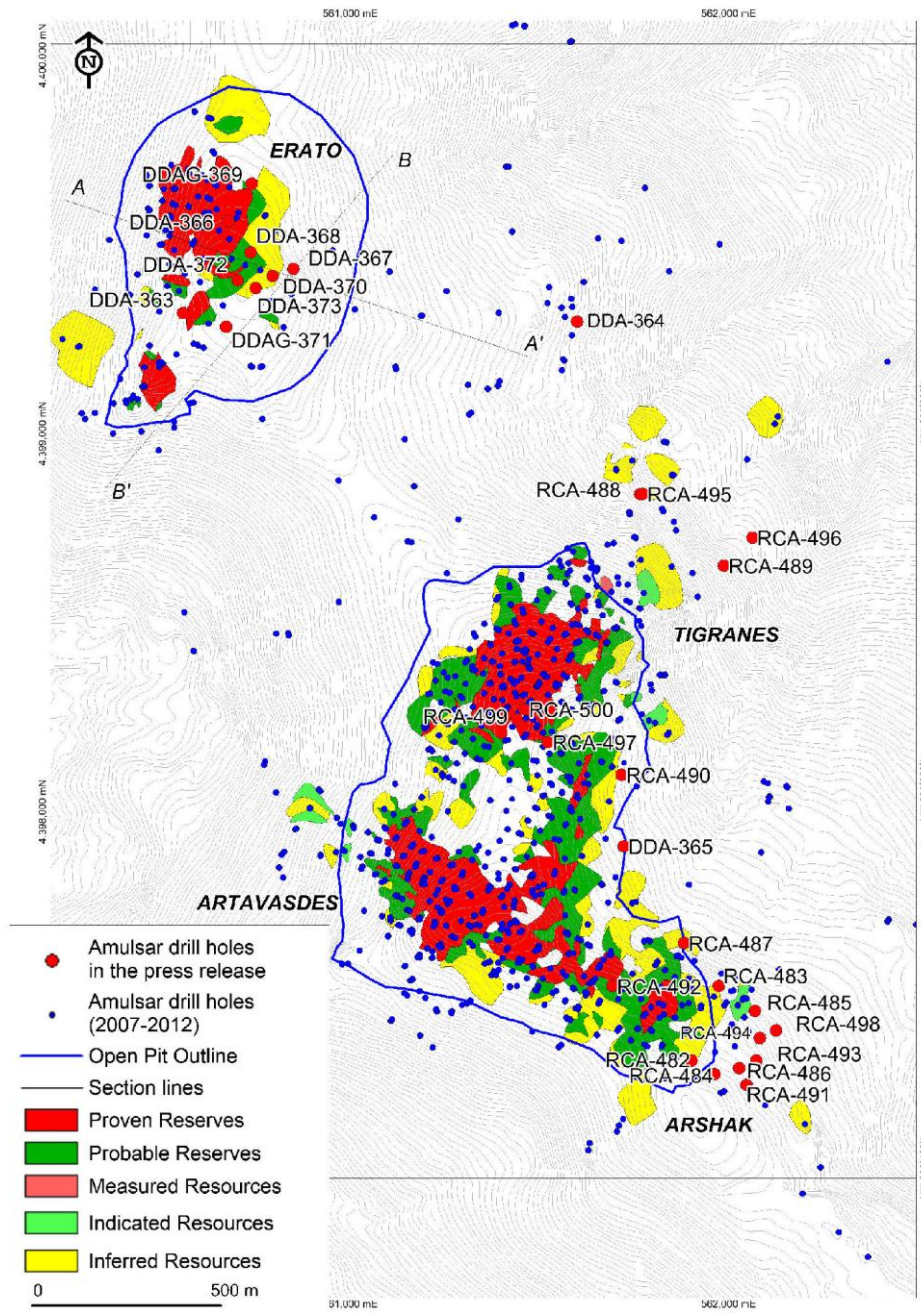 561,000 mE
562,000 mE
4,400,000 mN
N
ERATO
B
DDAG-369
A
DDA-366
DDA-368
DDA-372
DDA-367
DDA-370
DDA-363
DDA-373
DDAG-371
DDA-364
A'
4,399,000 mN
B'
RCA-488
RCA-495
RCA-496
RCA-489
TIGRANES
RCA-499
RCA-500
RCA-497
RCA-490
4,398,000 mN
DDA-365
ARTAVASDES
RCA-487
RCA-483
RCA-492
RCA-485
RCA-498
RCA-494
RCA-482
RCA-493
RCA-484
RCA-486
RCA-491
ARSHAK
Amulsar drill holes
in the press release
Amulsar drill holes
(2007-2012)
Open Pit Outline
Section lines
Proven Reserves
Probable Reserves
Measured Resources
Indicated Resources
Inferred Resources
0
500 m
61,000 mE
562,000 mE